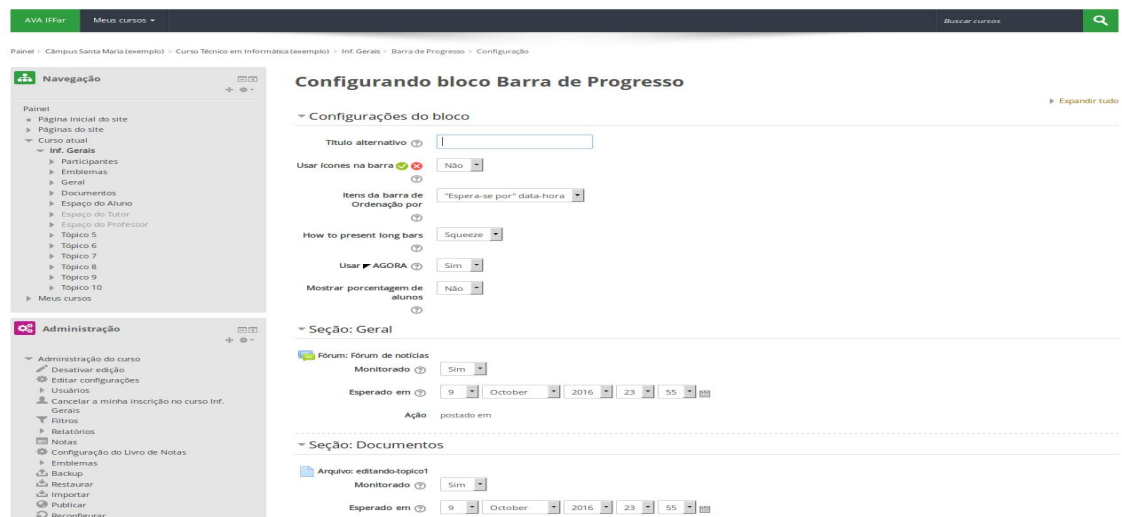 AVA IFFar Meus cursos Buscar cursos
Painel Câmpus Santa Maria (exemplo) Curso Técnico em Informática (exemplo) Inf. Gerais Barra de Progresso Configuração
Navegação
Painel
Página inicial do site
Páginas do site
Curso atual
Inf. Gerais
Participantes
Emblemas
Geral
Documentos
Espaço do Aluno
Espaço do Tutor
Espaço do Professor
Tópico 5
Tópico 6
Tópico 7
Tópico 8
Tópico 9
Tópico 10
Meus cursos
Administração
Administração do curso
Desativar edição
Editar configurações
Usuários
Cancelar a minha inscrição no curso Inf.
Gerais
Filtros
Relatórios
Notas
Configuração do Livro de Notas
Emblemas
Backup
Restaurar
Importar
Publicar
Reconfigurar
Configurando bloco Barra de Progresso
Expandir tudo
Configurações do bloco
Título alternativo
Usar ícones na barra Não
Itens da barra de "Espera-se por" data-hora
Ordenação por
How to present long bars Squeeze
Usar AGORA Sim
Mostrar porcentagem de Não
alunos
Seção: Geral
Fórum: Fórum de notícias
Monitorado Sim
Esperado em 9 October 2016 23 55
Ação postado em
Seção: Documentos
Arquivo: editando-topico1
Monitorado Sim
Esperado em 9 October 2016 23 55